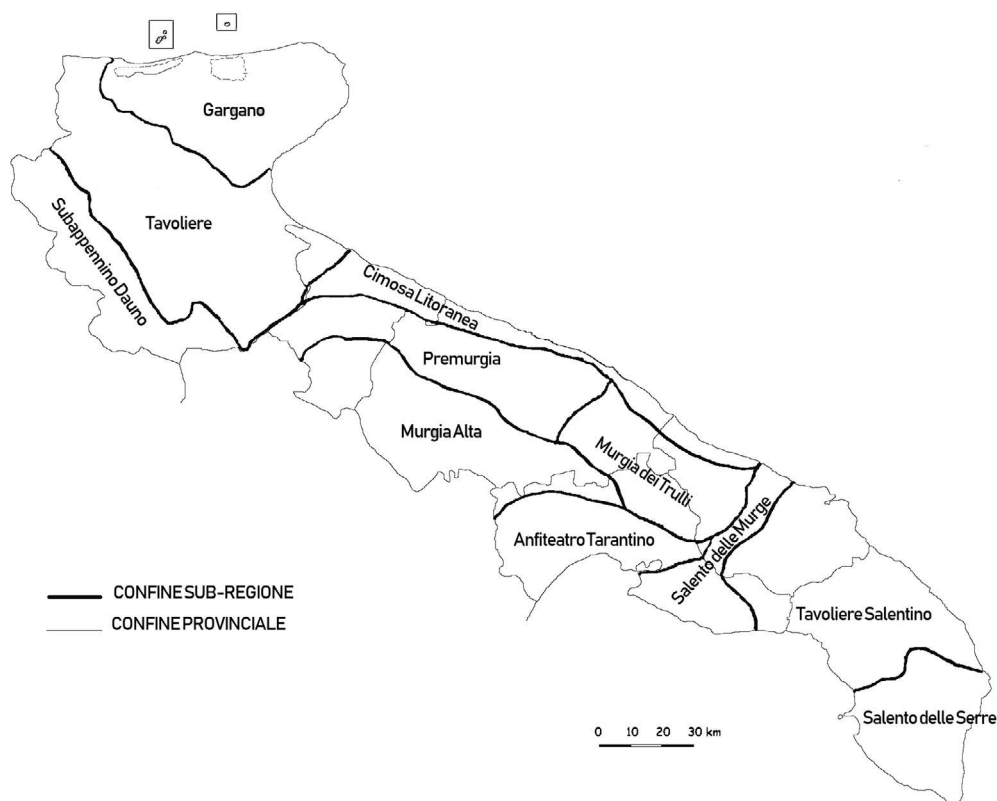 Gargano
Tavoliere
Subappennino Dauno
Cimosa Litoranea
Premurgia
Murgia Alta
Murgia dei Trulli
Anfiteatro Tarantino
Salento delle Murge
Tavoliere Salentino
Salento delle Serre
CONFINE SUB-REGIONE
CONFINE PROVINCIALE
0 10 20 30 km